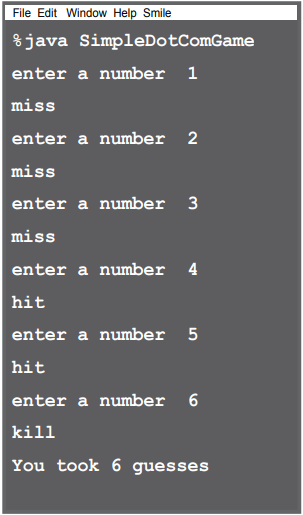 File Edit Window Help Smile
%java SimpleDotComGame
enter a number 1
miss
enter a number 2
miss
enter a number 3
miss
enter a number 4
hit
enter a number 5
hit
enter a number 6
kill
You took 6 guesses